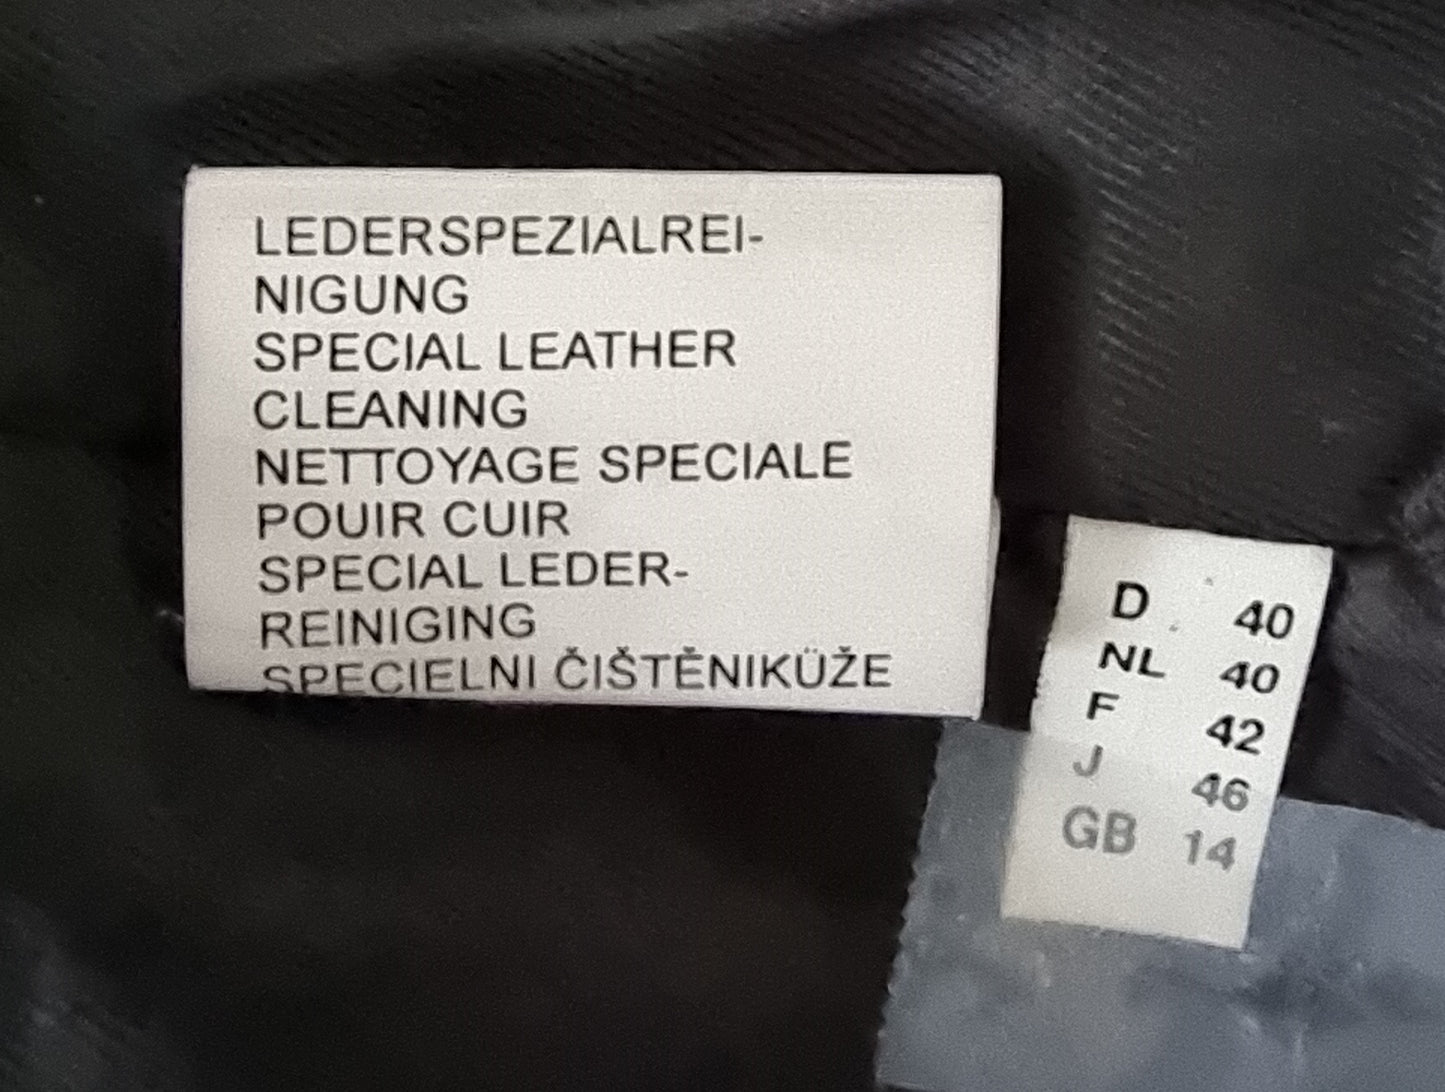 LEDERSPEZIALREI-
NIGUNG
SPECIAL LEATHER
CLEANING
NETTOYAGE SPECIALE
POUIR CUIR
SPECIAL LEDER-
REINIGING
SPECIELNI ČIŠTĚNIKÜŽE
D 40
NL 40
F 42
J 46
GB 14